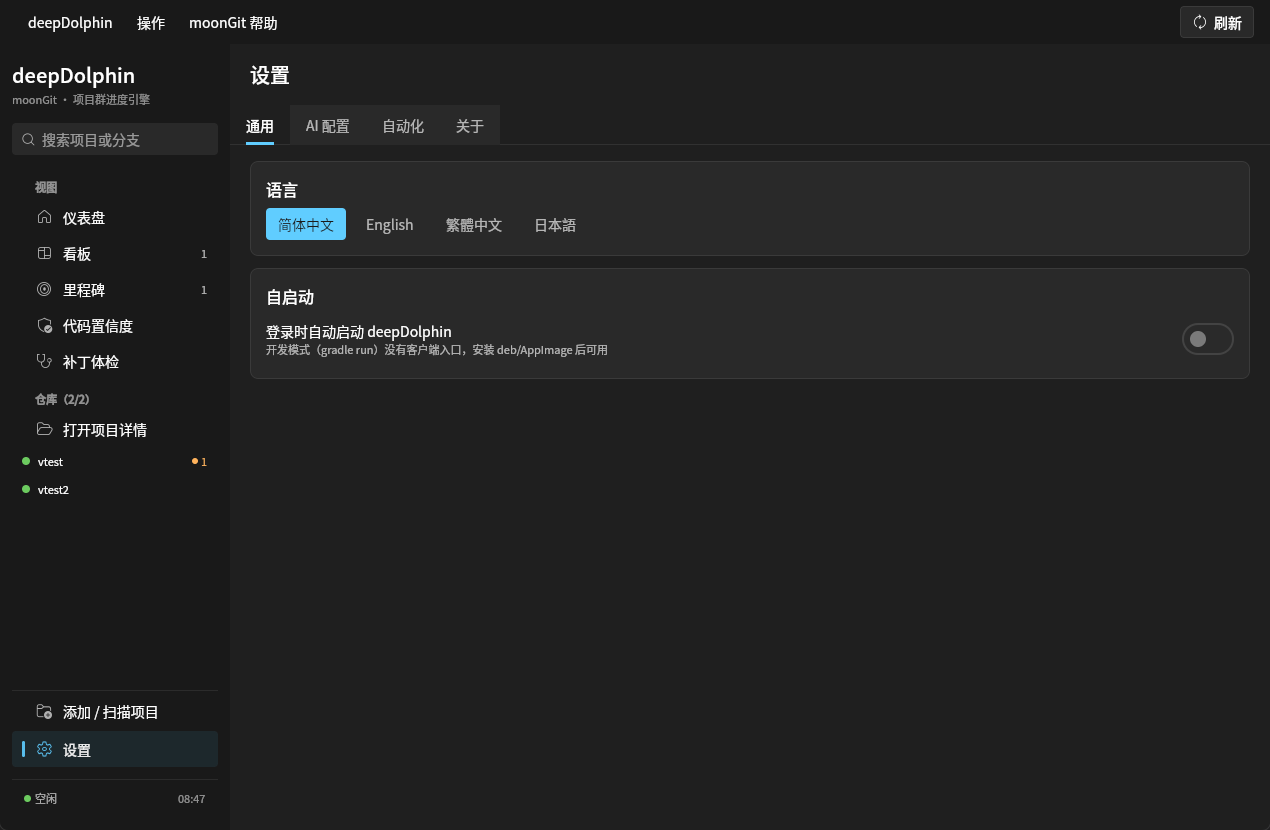 deepDolphin 操作 moonGit 帮助 刷新
deepDolphin
moonGit · 项目群进度引擎
搜索项目或分支
视图
仪表盘
看板 1
里程碑 1
代码置信度
补丁体检
仓库（2/2）
打开项目详情
vtest 1
vtest2
添加 / 扫描项目
设置
空闲 08:47
设置
通用 AI 配置 自动化 关于
语言
简体中文 English 繁體中文 日本語
自启动
登录时自动启动 deepDolphin
开发模式（gradle run）没有客户端入口，安装 deb/AppImage 后可用